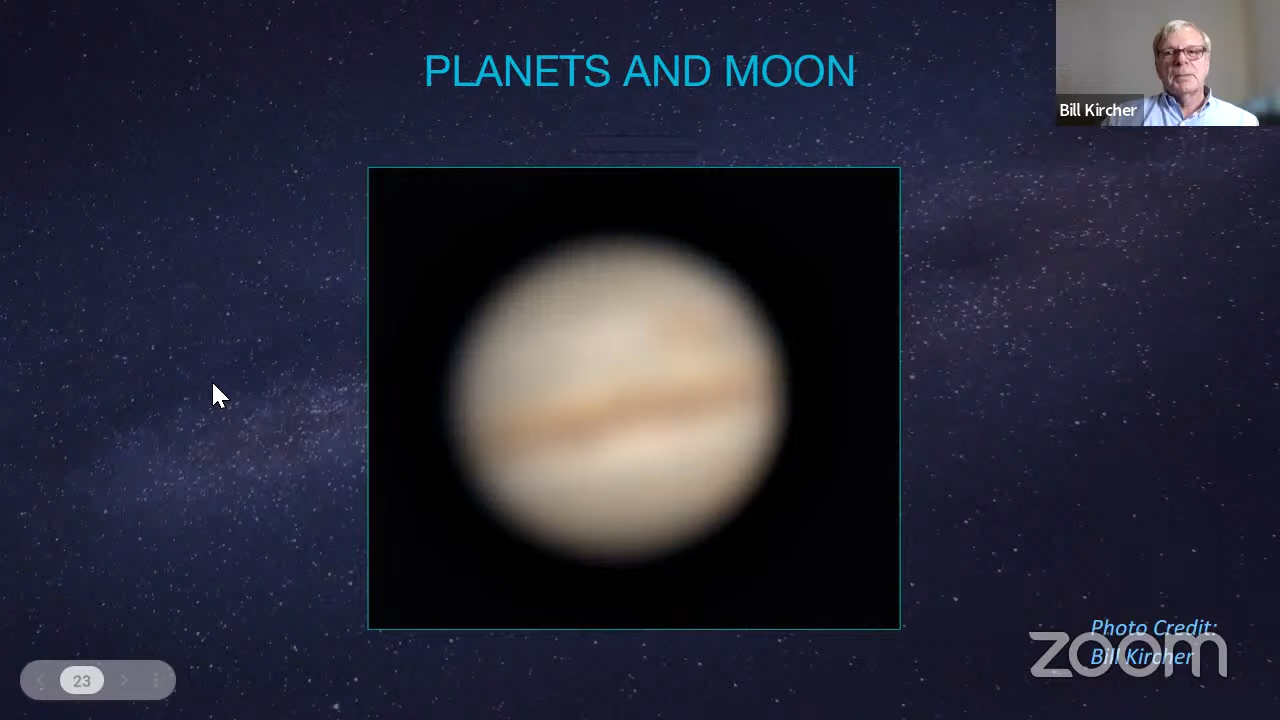 PLANETS AND MOON
Bill Kircher
Photo Credit:
Bill Kircher
zoom
23